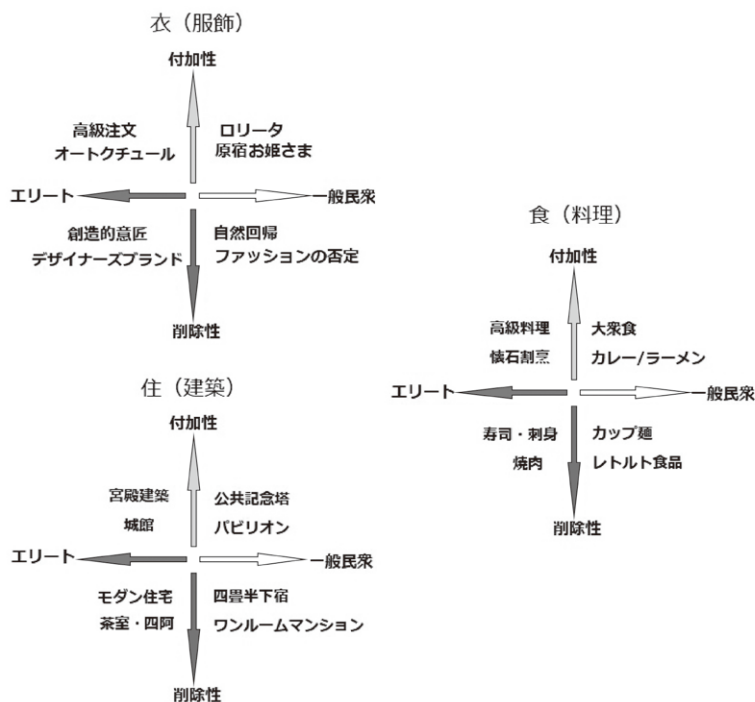 衣（服飾）
付加性
高級注文
オートクチュール
ロリータ
原宿お姫さま
エリート
一般民衆
創造的意匠
デザイナーズブランド
自然回帰
ファッションの否定
削除性
住（建築）
付加性
宮殿建築
城館
公共記念塔
パビリオン
エリート
一般民衆
モダン住宅
茶室・四阿
四畳半下宿
ワンルームマンション
削除性
食（料理）
付加性
高級料理
懐石割烹
大衆食
カレー/ラーメン
エリート
一般民衆
寿司・刺身
焼肉
カップ麺
レトルト食品
削除性